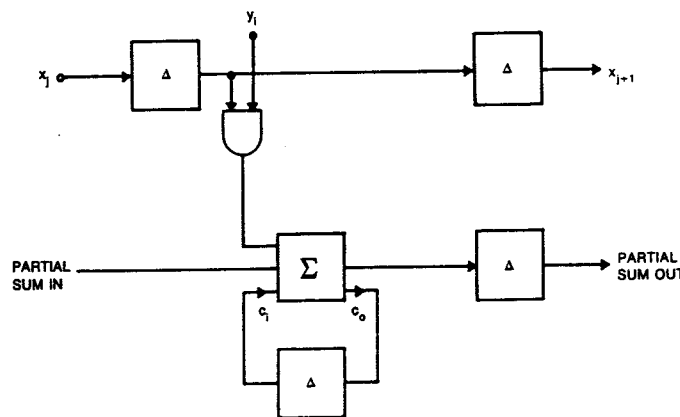 y_i
x_j
Δ
Δ
x_{j+1}
PARTIAL
SUM IN
Σ
Δ
PARTIAL
SUM OUT
c_i
c_o
Δ